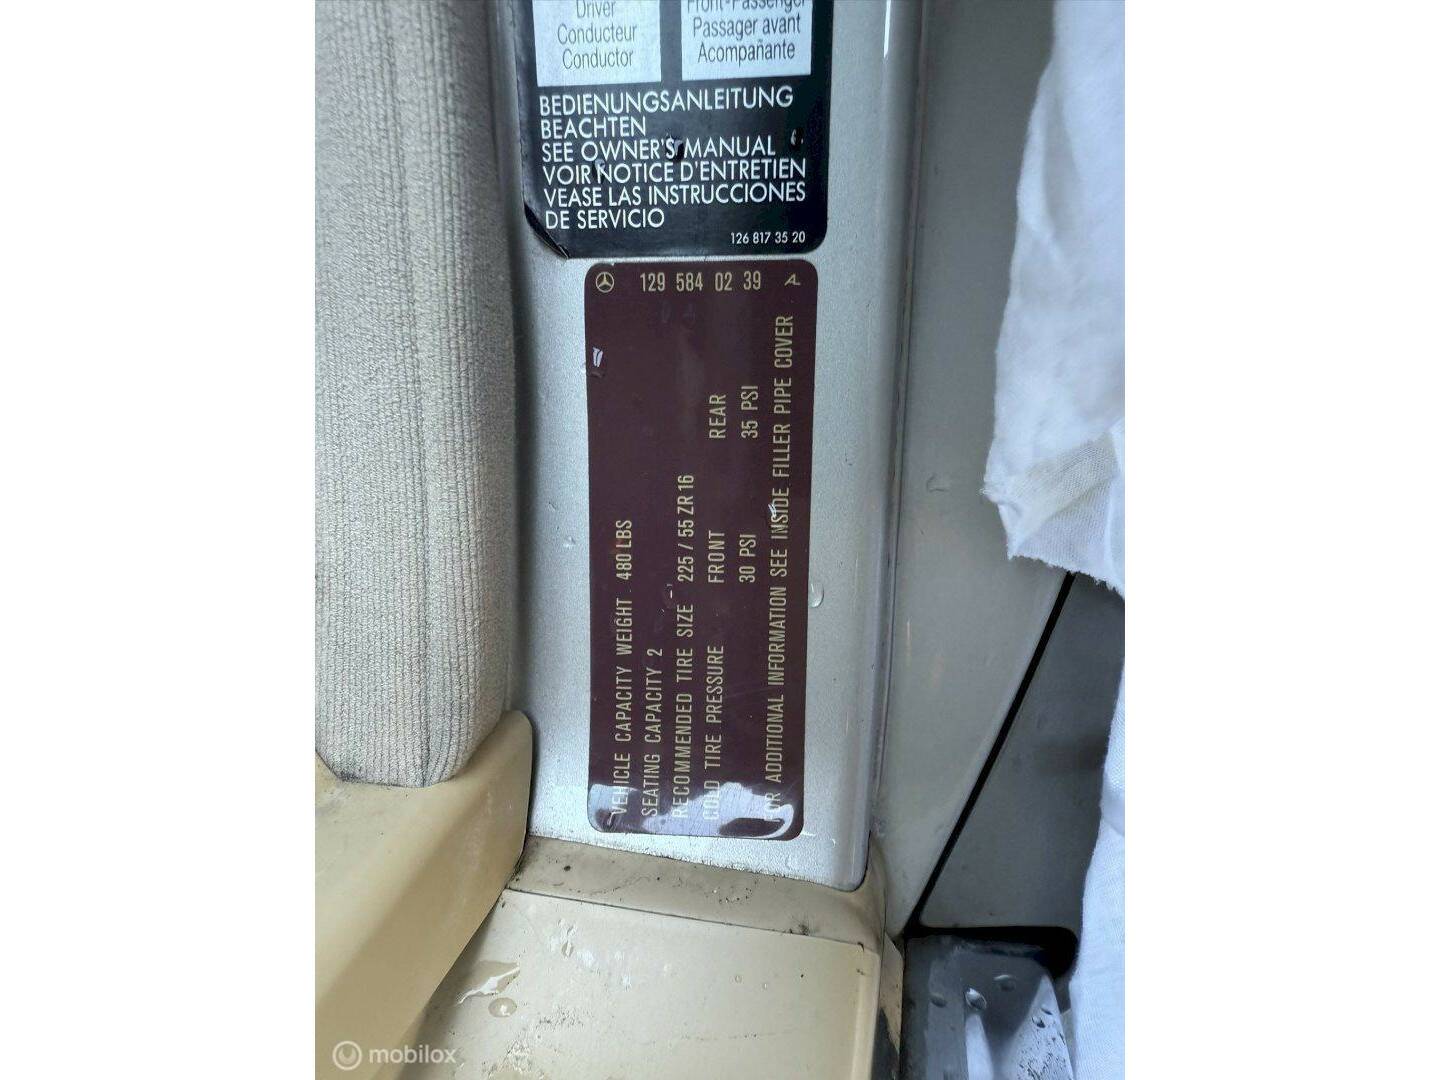 Driver
Conducteur
Conductor
Front-Passenger
Passager avant
Acompañante
BEDIENUNGSANLEITUNG
BEACHTEN
SEE OWNER'S MANUAL
VOIR NOTICE D'ENTRETIEN
VEASE LAS INSTRUCCIONES
DE SERVICIO
126 817 35 20
129 584 02 39 A
VEHICLE CAPACITY WEIGHT 480 LBS
SEATING CAPACITY 2
RECOMMENDED TIRE SIZE 225 / 55 ZR 16
COLD TIRE PRESSURE FRONT REAR
30 PSI 35 PSI
FOR ADDITIONAL INFORMATION SEE INSIDE FILLER PIPE COVER
mobilox